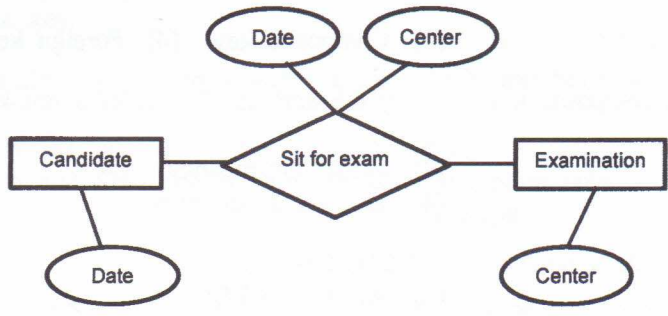 Date
Center
Candidate
Sit for exam
Examination
Date
Center